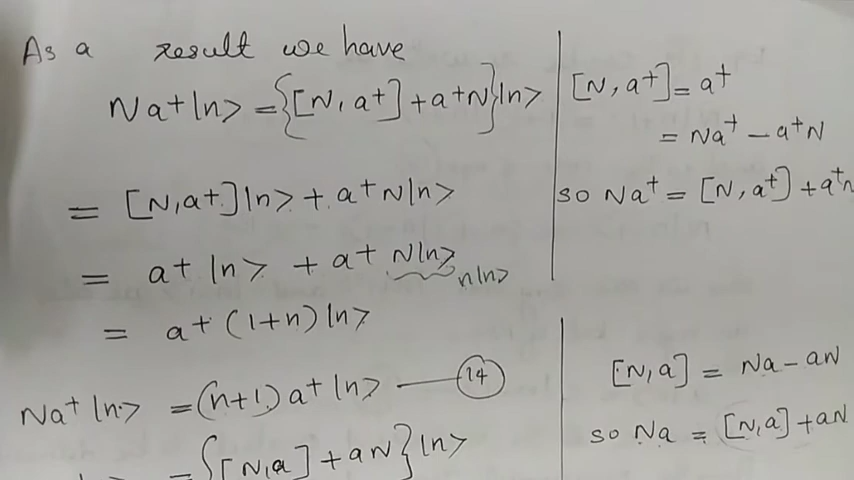 As a result we have
Na+|n> = {[N, a+] + a+N}|n>
= [N, a+]|n> + a+N|n>
= a+|n> + a+ N|n>
n|n>
= a+(1+n)|n>
Na+|n> = (n+1) a+|n> — 14
= {[N,a] + aN}|n>
[N, a+] = a+
= Na+ - a+N
so Na+ = [N, a+] + a+N
[N,a] = Na - aN
so Na = [N,a] + aN